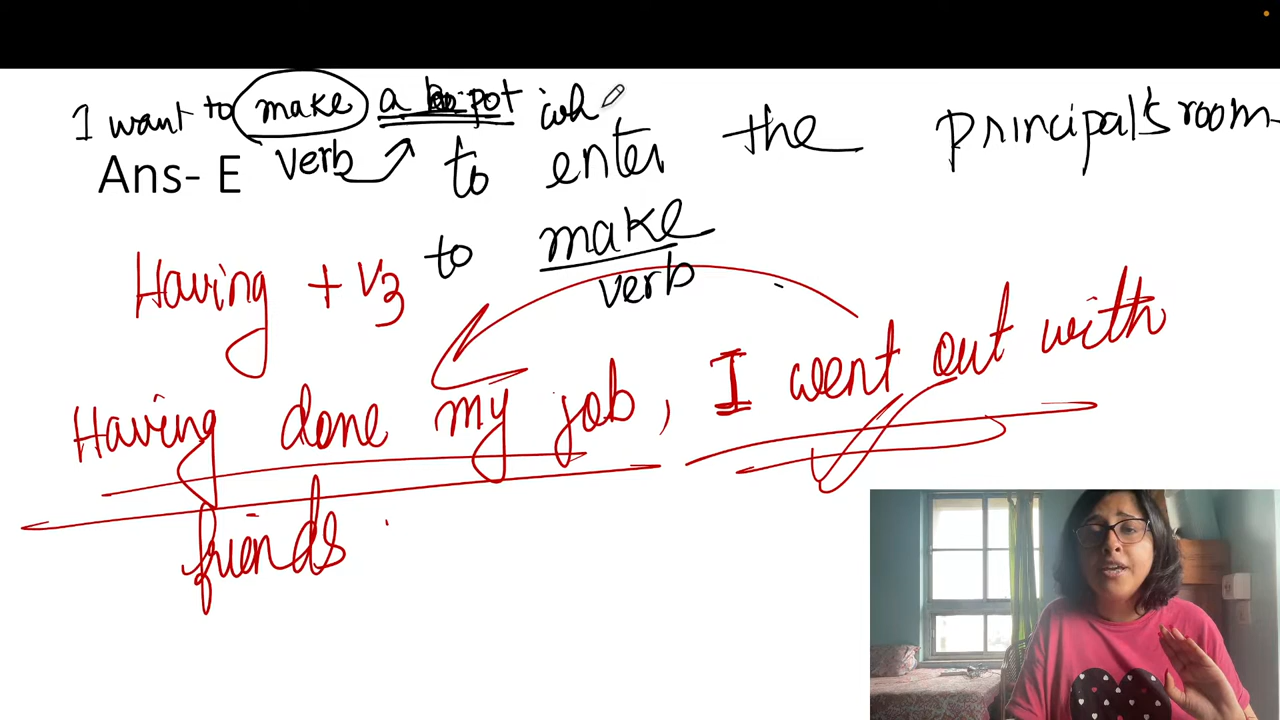 I want to make a pot wh
Ans- E verb to enter the principal's room
Having + V3 to make
verb
Having done my job, I went out with
friends.